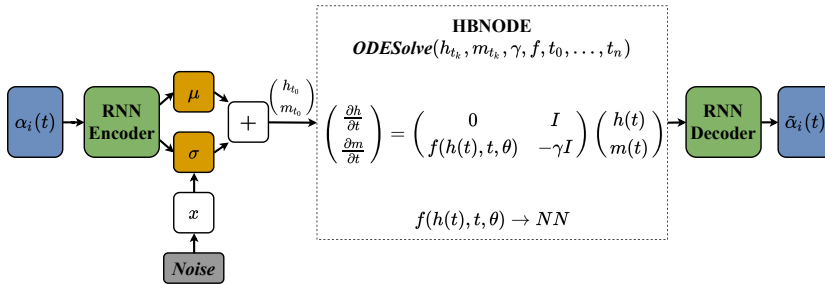 HBNODE
ODESolve(h_{t_k}, m_{t_k}, γ, f, t_0, . . . , t_n)
α_i(t)
RNN
Encoder
μ
σ
x
Noise
+
(h_{t_0}
m_{t_0})
(∂h/∂t
∂m/∂t) = (0 I
f(h(t), t, θ) −γI) (h(t)
m(t))
f(h(t), t, θ) → NN
RNN
Decoder
α̃_i(t)